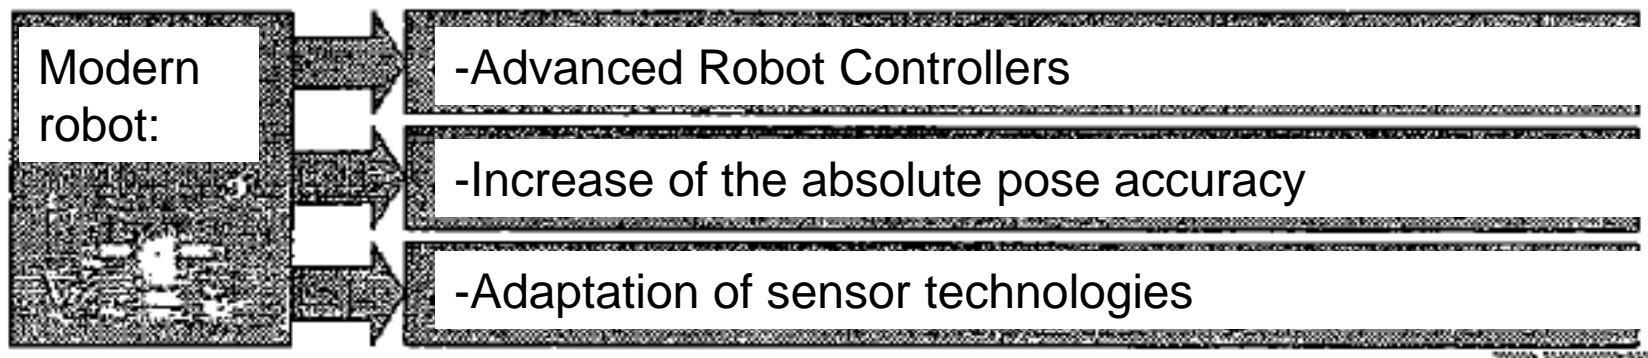 Modern
robot:
-Advanced Robot Controllers
-Increase of the absolute pose accuracy
-Adaptation of sensor technologies